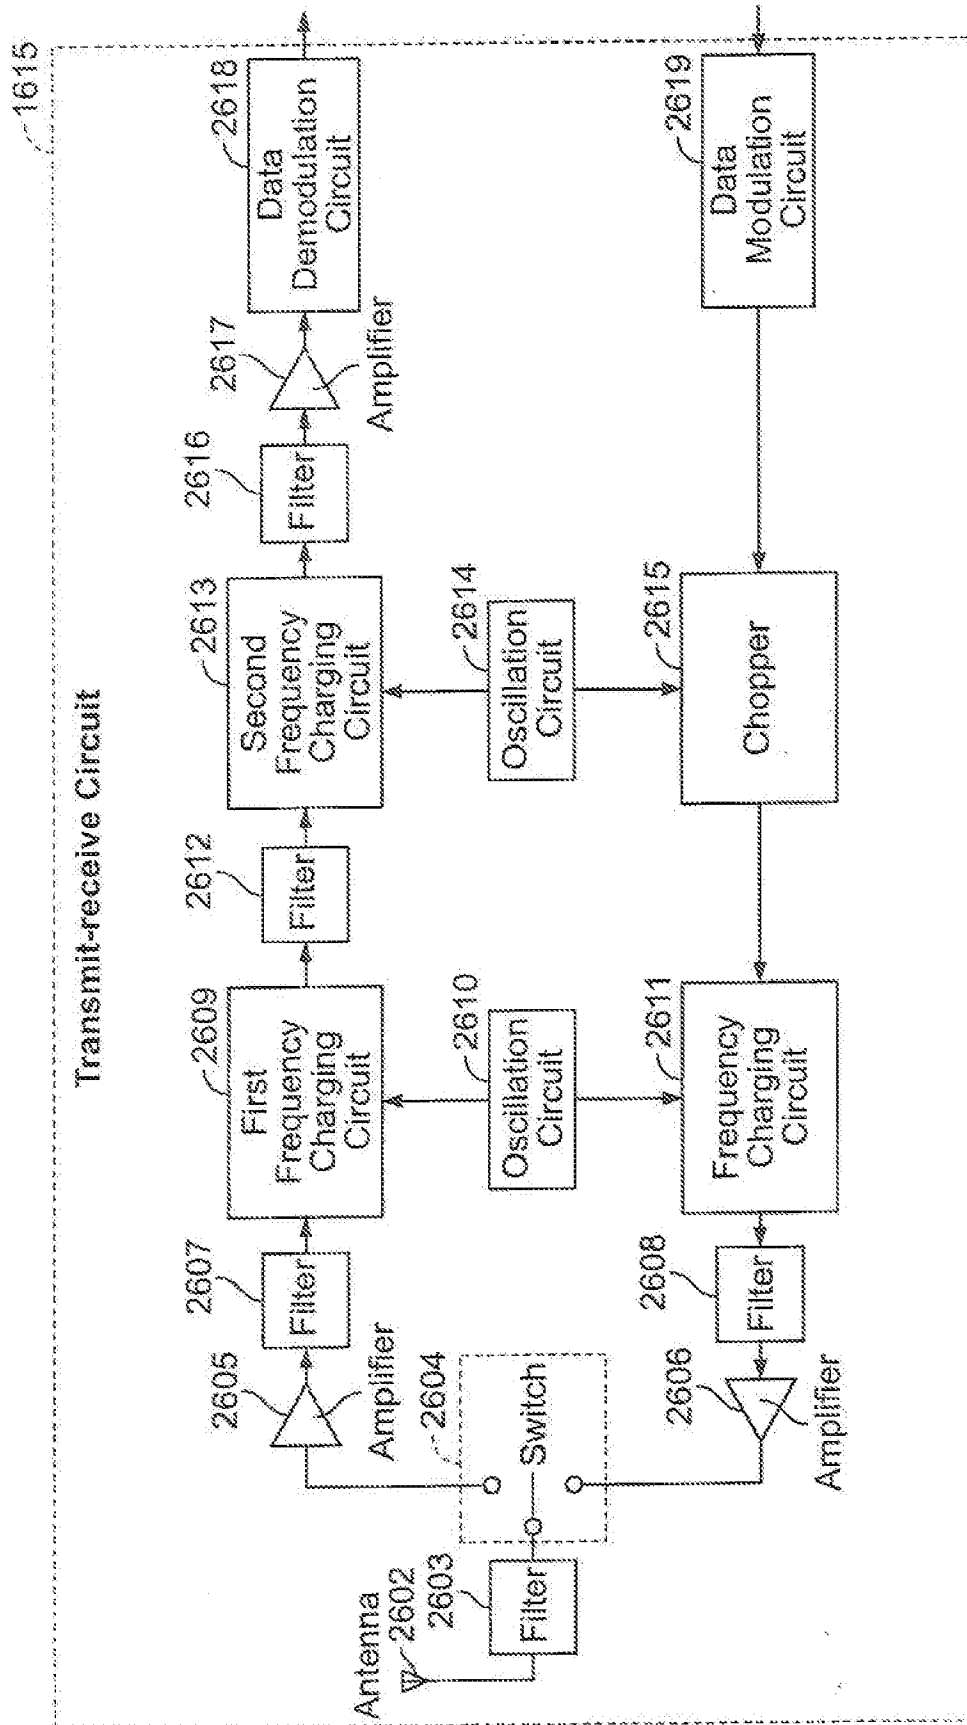 Transmit-receive Circuit
1615
Antenna
2602
2603
Filter
2604
Switch
2605
Amplifier
2607
Filter
2609
First
Frequency
Charging
Circuit
2612
Filter
2613
Second
Frequency
Charging
Circuit
2616
Filter
2617
Amplifier
2618
Data
Demodulation
Circuit
2610
Oscillation
Circuit
2614
Oscillation
Circuit
2606
Amplifier
2608
Filter
2611
Frequency
Charging
Circuit
2615
Chopper
2619
Data
Modulation
Circuit